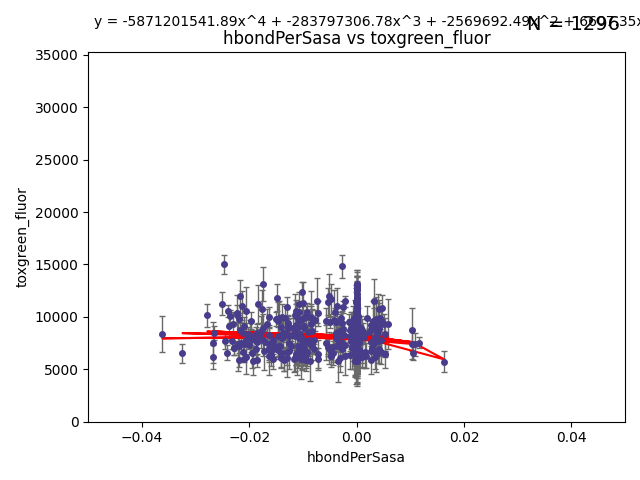 y = -5871201541.89x^4 + -283797306.78x^3 + -2569692.49x^2 +
N = 1296
hbondPerSasa vs toxgreen_fluor
35000
30000
25000
20000
15000
10000
5000
0
toxgreen_fluor
-0.04 -0.02 0.00 0.02 0.04
hbondPerSasa